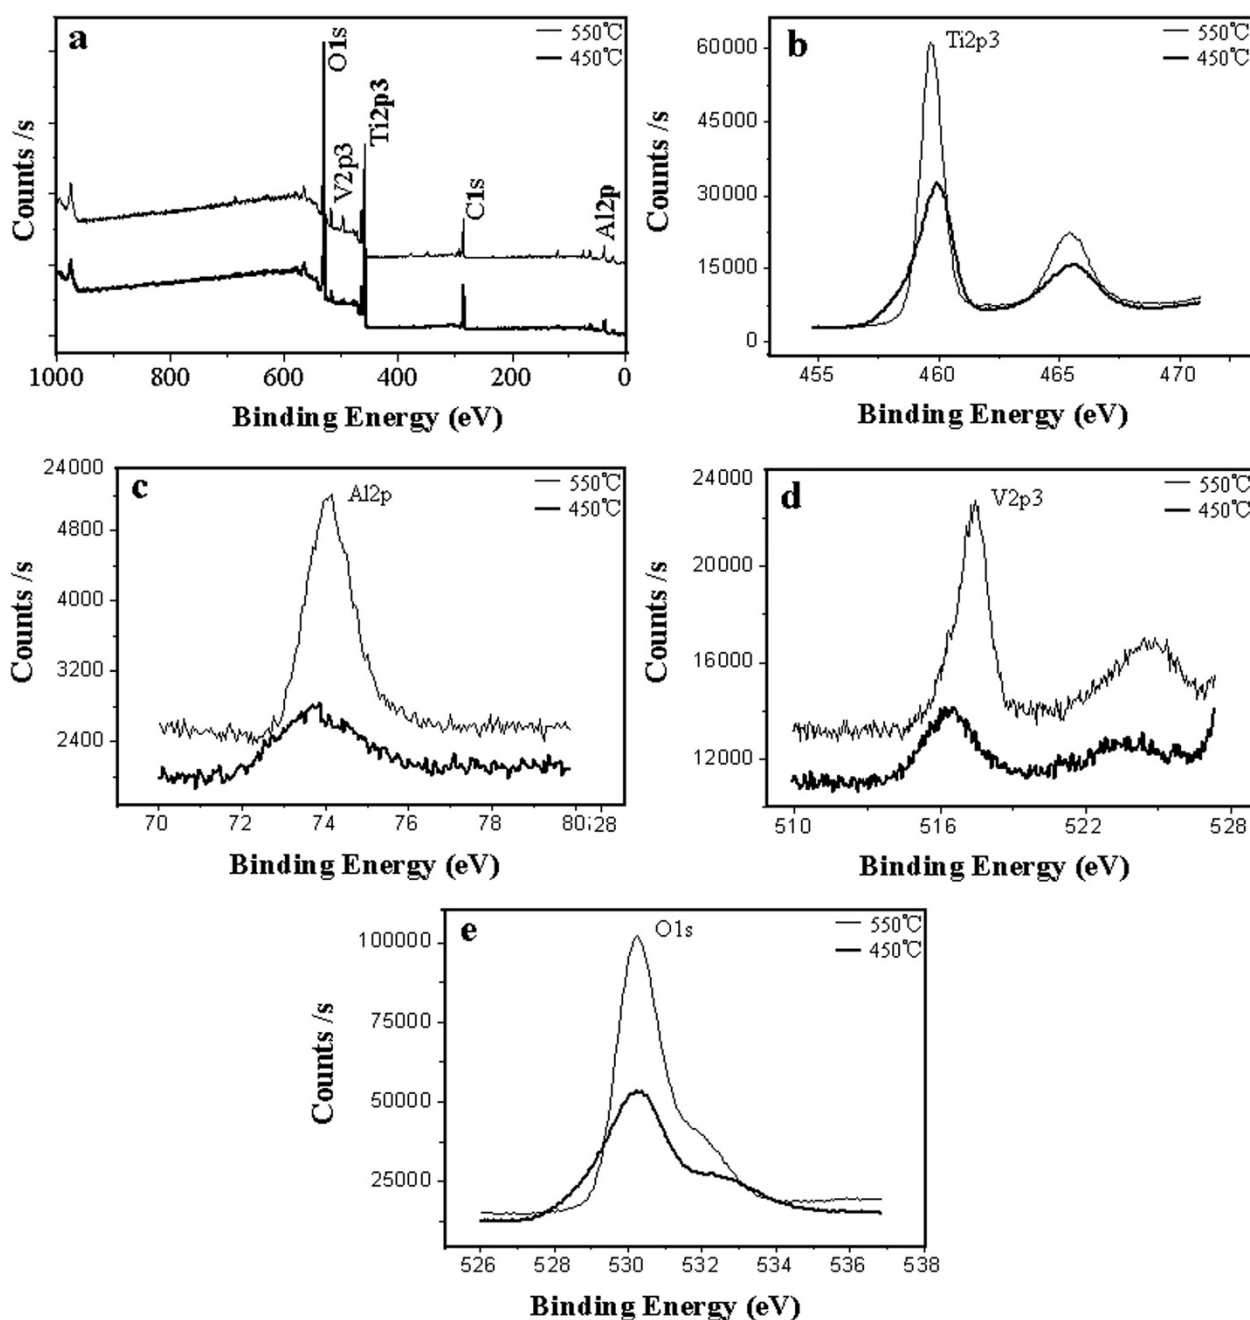 a
550℃
450℃
O1s
V2p3
Ti2p3
C1s
Al2p
Counts /s
1000 800 600 400 200 0
Binding Energy (eV)
b
Ti2p3
550℃
450℃
60000
45000
30000
15000
0
Counts /s
455 460 465 470
Binding Energy (eV)
c
Al2p
550℃
450℃
24000
4800
4000
3200
2400
Counts /s
70 72 74 76 78 80 28
Binding Energy (eV)
d
V2p3
550℃
450℃
24000
20000
16000
12000
Counts /s
510 516 522 528
Binding Energy (eV)
e
O1s
550℃
450℃
100000
75000
50000
25000
Counts /s
526 528 530 532 534 536 538
Binding Energy (eV)